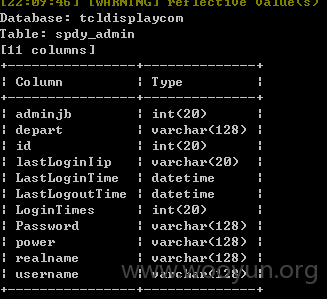 [22:09:46] [WARNING] reflective value(s)
Database: tcldisplaycom
Table: spdy_admin
[11 columns]
+---------------+--------------+
| Column | Type |
+---------------+--------------+
| adminjb | int(20) |
| depart | varchar(128) |
| id | int(20) |
| lastLoginIip | varchar(20) |
| LastLoginTime | datetime |
| LastLogoutTime | datetime |
| LoginTimes | int(20) |
| Password | varchar(128) |
| power | varchar(128) |
| realname | varchar(128) |
| username | varchar(128) |
+---------------+--------------+
www.wooyun.org